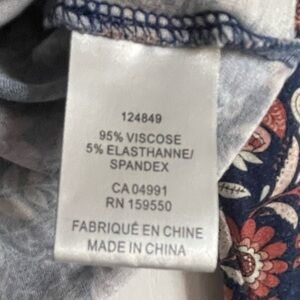 124849
95% VISCOSE
5% ELASTHANNE/
SPANDEX
CA 04991
RN 159550
FABRIQUÉ EN CHINE
MADE IN CHINA